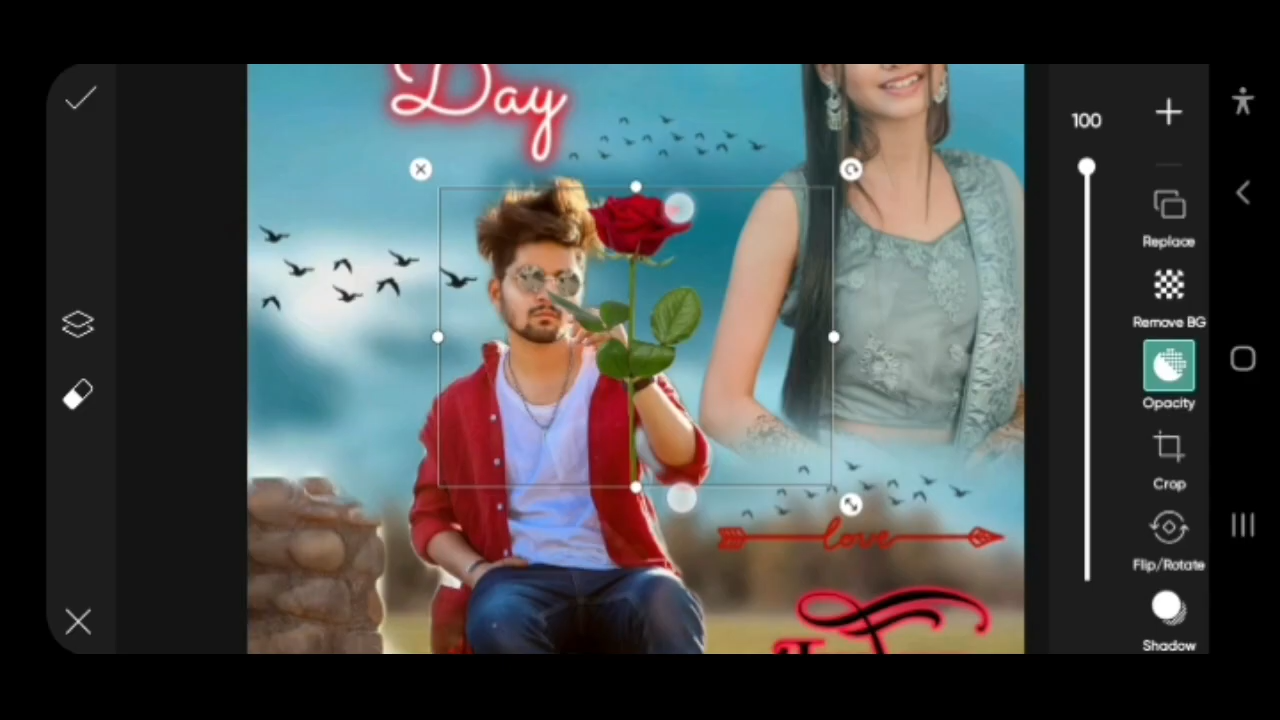 Day
100
Replace
Remove BG
Opacity
Crop
love
Flip/Rotate
Shadow